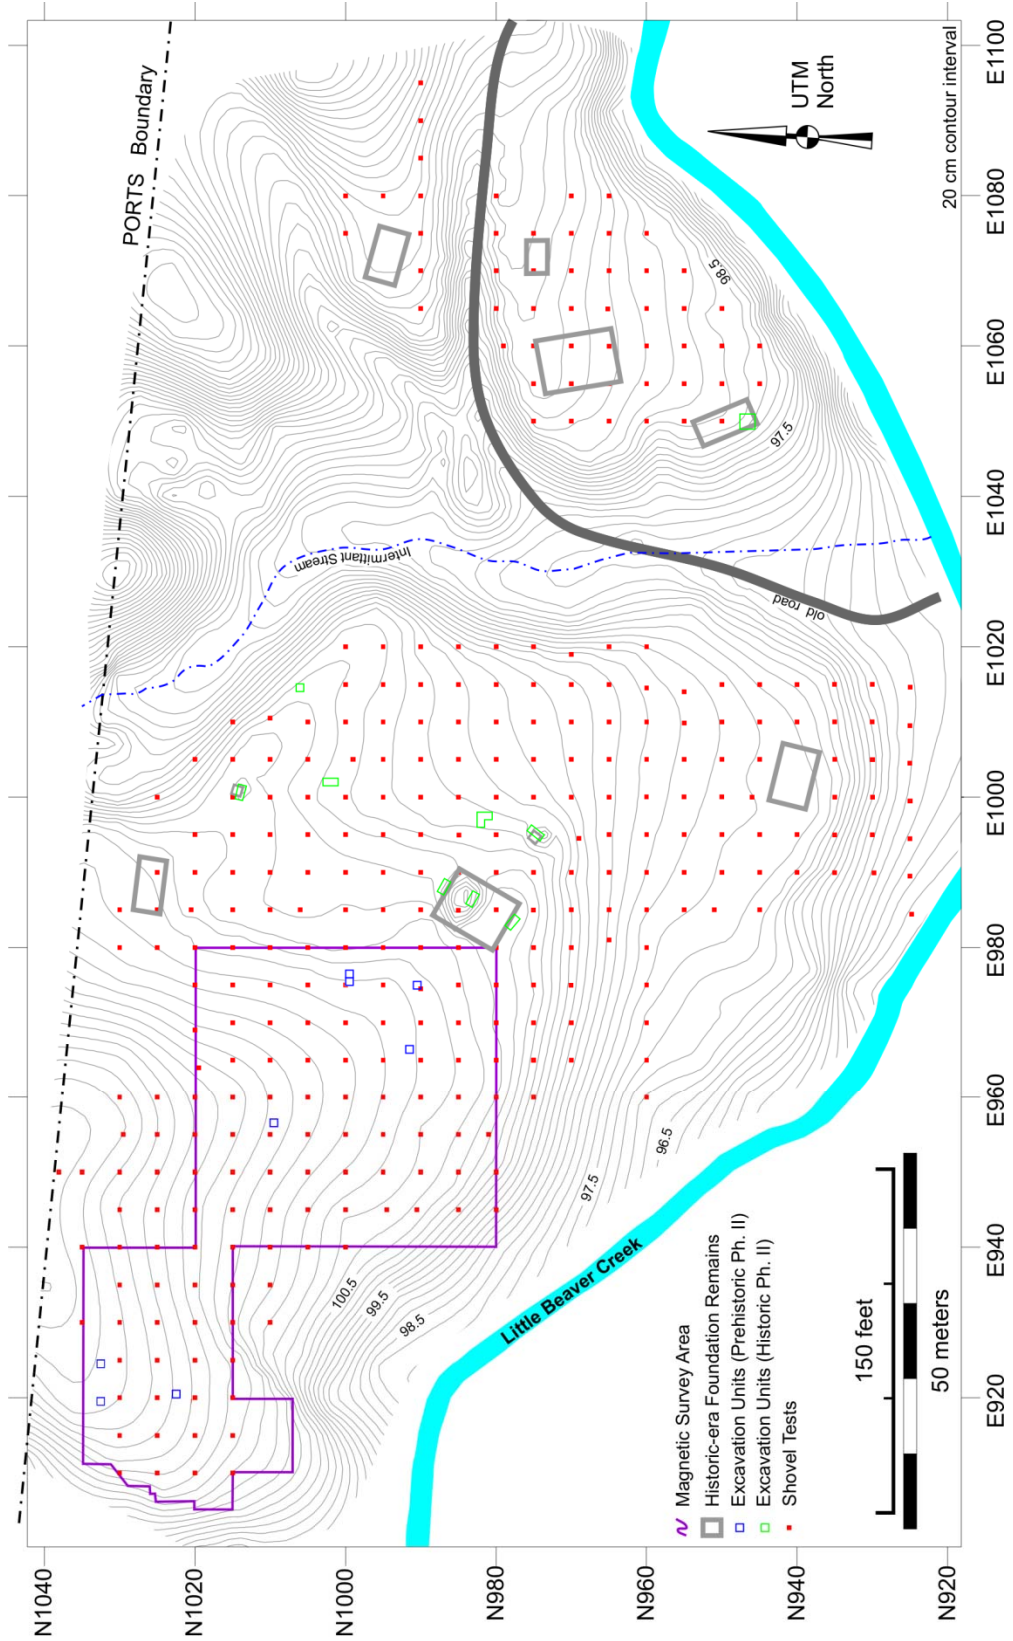 PORTS Boundary
UTM
North
20 cm contour interval
Intermittant Stream
old road
98.5
97.5
100.5
99.5
98.5
97.5
96.5
Little Beaver Creek
Magnetic Survey Area
Historic-era Foundation Remains
Excavation Units (Prehistoric Ph. II)
Excavation Units (Historic Ph. II)
Shovel Tests
150 feet
50 meters
N1040
N1020
N1000
N980
N960
N940
N920
E920
E940
E960
E980
E1000
E1020
E1040
E1060
E1080
E1100